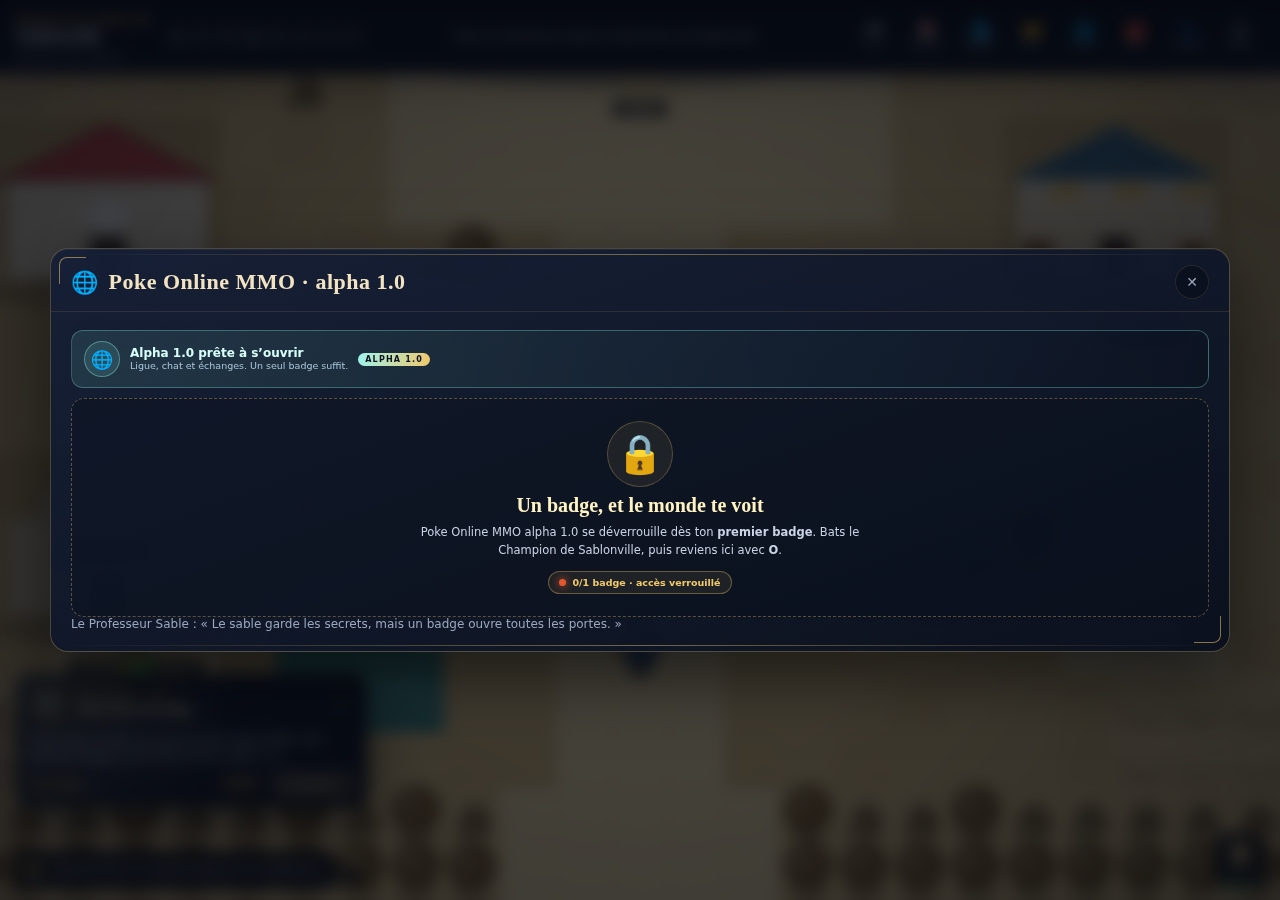 Poke Online MMO · alpha 1.0
×
Alpha 1.0 prête à s’ouvrir
Ligue, chat et échanges. Un seul badge suffit.
ALPHA 1.0
Un badge, et le monde te voit
Poke Online MMO alpha 1.0 se déverrouille dès ton premier badge. Bats le
Champion de Sablonville, puis reviens ici avec O.
0/1 badge · accès verrouillé
Le Professeur Sable : « Le sable garde les secrets, mais un badge ouvre toutes les portes. »